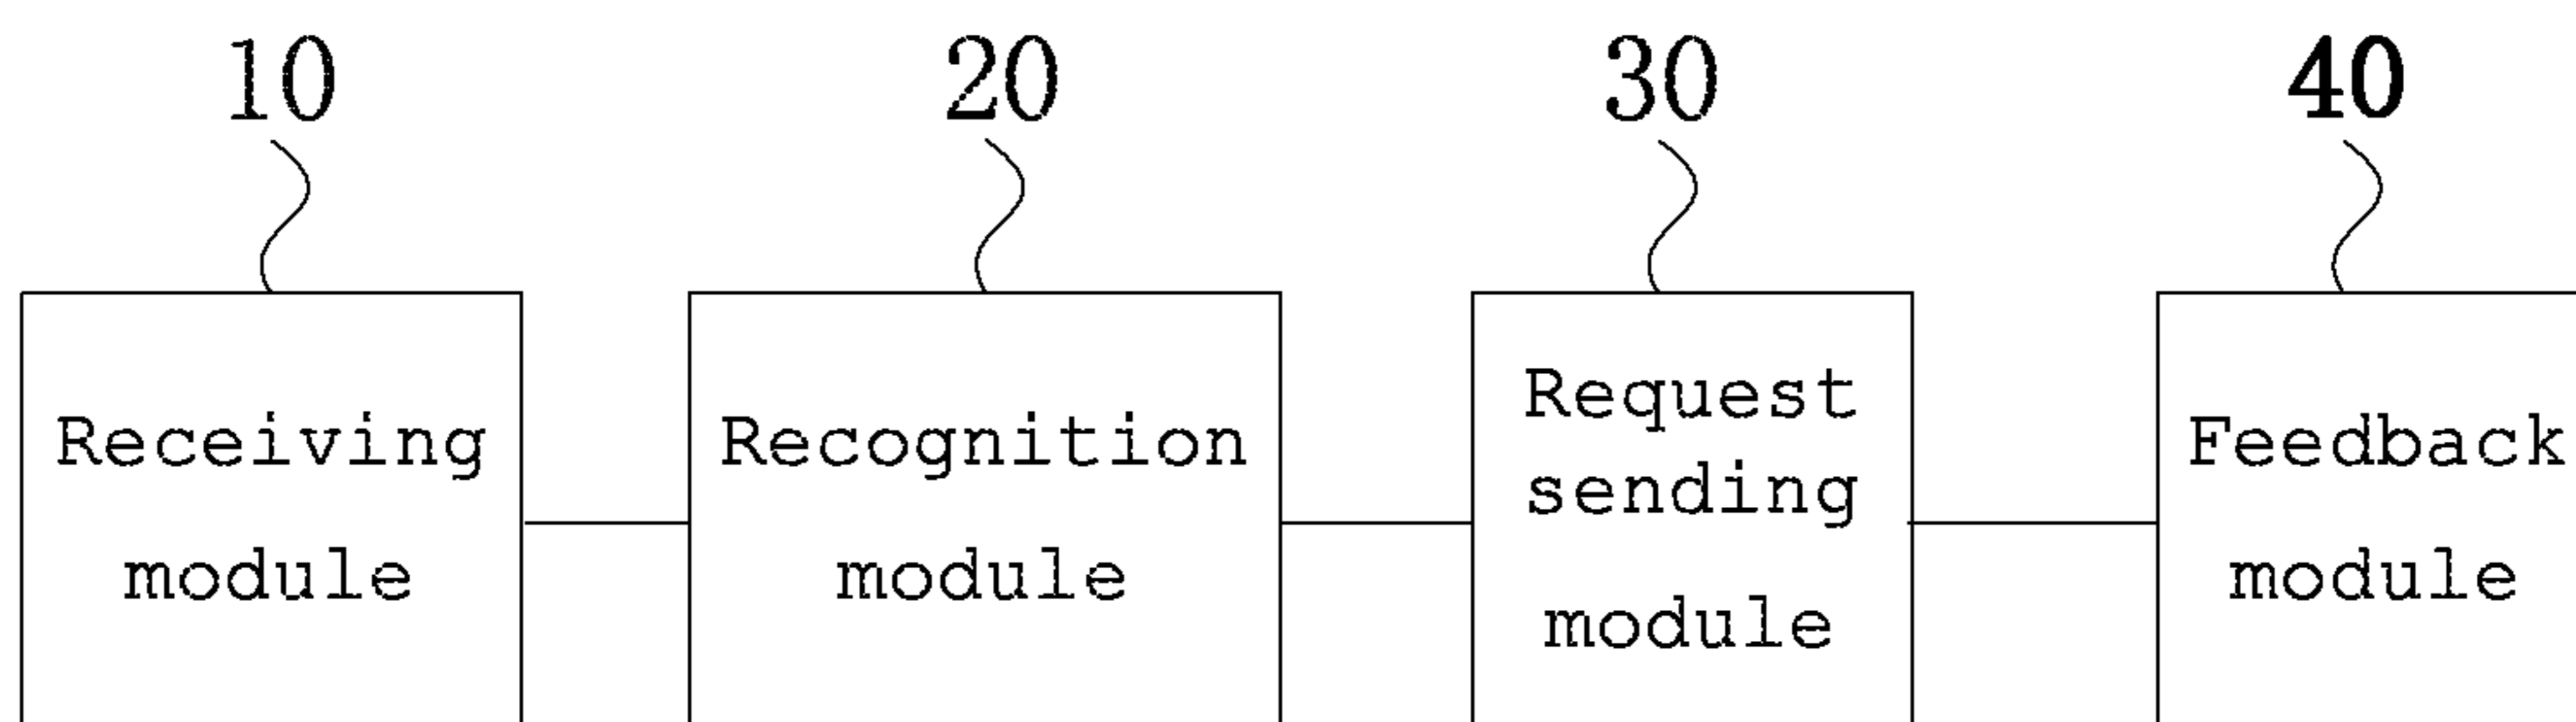 10
20
30
40
Receiving
module
Recognition
module
Request
sending
module
Feedback
module